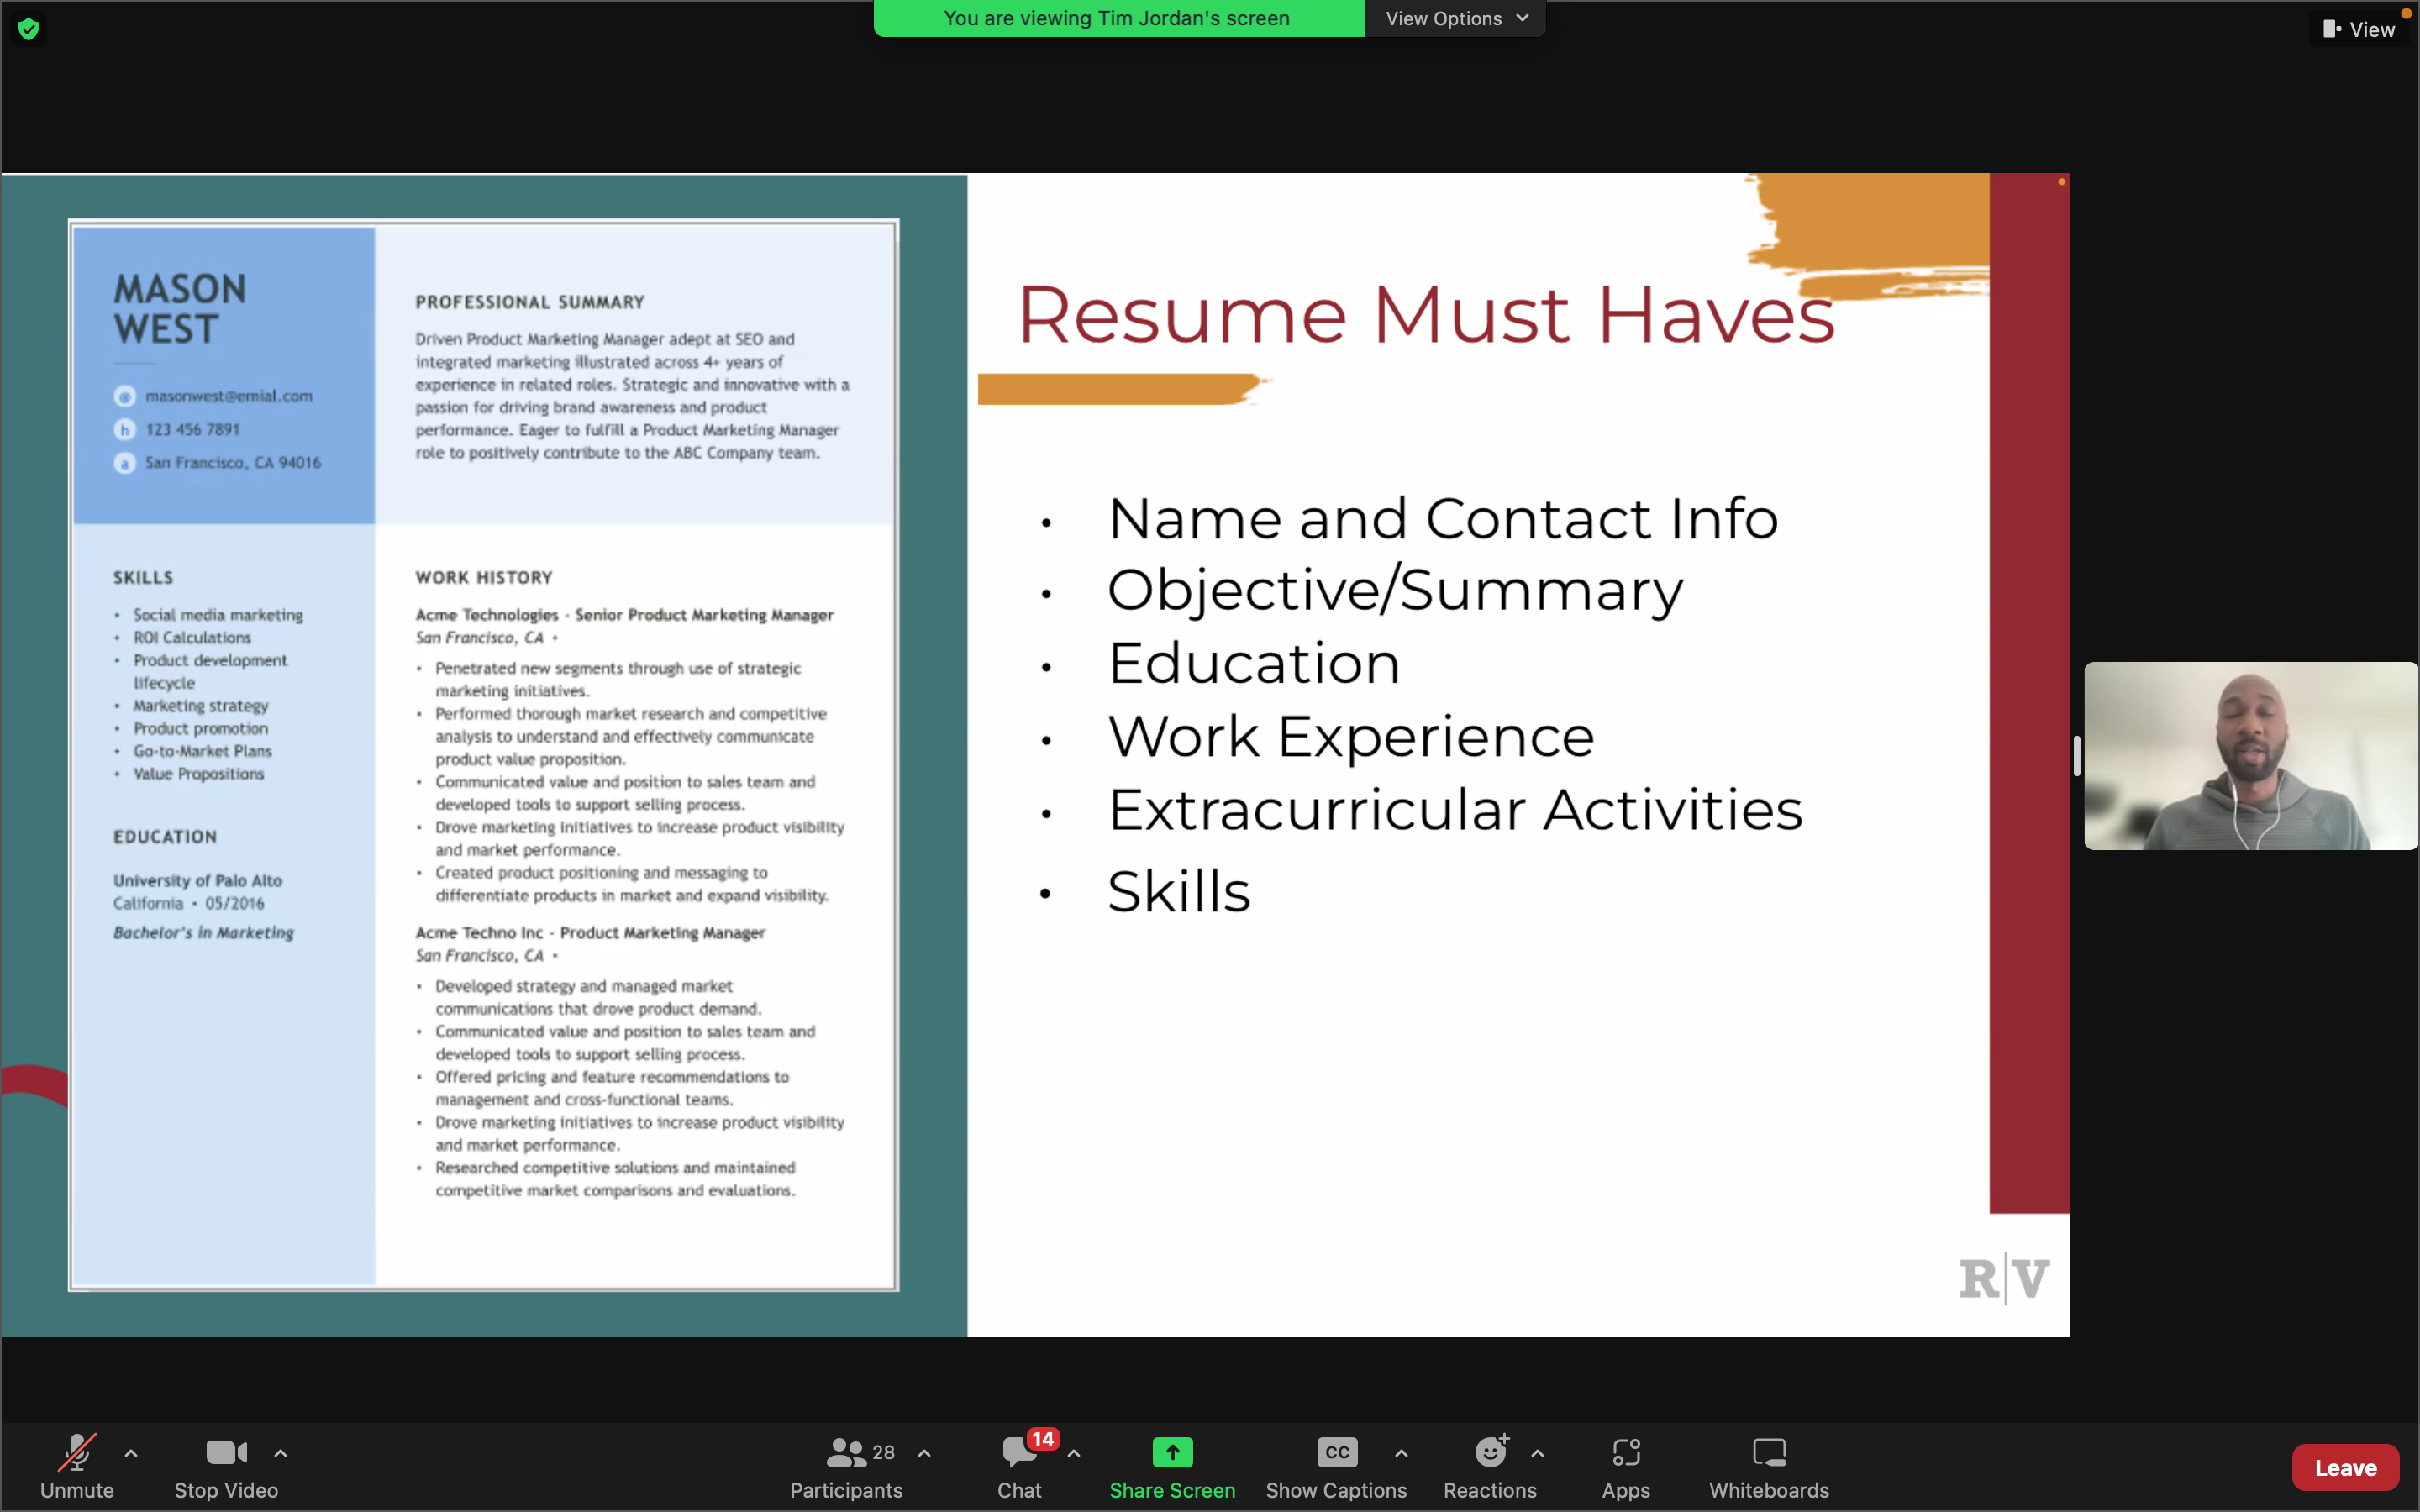 You are viewing Tim Jordan's screen
View Options
View
MASON
WEST
@ masonwest@emial.com
h 123 456 7891
a San Francisco, CA 94016
PROFESSIONAL SUMMARY
Driven Product Marketing Manager adept at SEO and
integrated marketing illustrated across 4+ years of
experience in related roles. Strategic and innovative with a
passion for driving brand awareness and product
performance. Eager to fulfill a Product Marketing Manager
role to positively contribute to the ABC Company team.
SKILLS
• Social media marketing
• ROI Calculations
• Product development
lifecycle
• Marketing strategy
• Product promotion
• Go-to-Market Plans
• Value Propositions
EDUCATION
University of Palo Alto
California • 05/2016
Bachelor's in Marketing
WORK HISTORY
Acme Technologies - Senior Product Marketing Manager
San Francisco, CA •
• Penetrated new segments through use of strategic
marketing initiatives.
• Performed thorough market research and competitive
analysis to understand and effectively communicate
product value proposition.
• Communicated value and position to sales team and
developed tools to support selling process.
• Drove marketing initiatives to increase product visibility
and market performance.
• Created product positioning and messaging to
differentiate products in market and expand visibility.
Acme Techno Inc - Product Marketing Manager
San Francisco, CA •
• Developed strategy and managed market
communications that drove product demand.
• Communicated value and position to sales team and
developed tools to support selling process.
• Offered pricing and feature recommendations to
management and cross-functional teams.
• Drove marketing initiatives to increase product visibility
and market performance.
• Researched competitive solutions and maintained
competitive market comparisons and evaluations.
Resume Must Haves
• Name and Contact Info
• Objective/Summary
• Education
• Work Experience
• Extracurricular Activities
• Skills
R|V
Unmute
Stop Video
28
Participants
14
Chat
Share Screen
CC
Show Captions
Reactions
Apps
Whiteboards
Leave